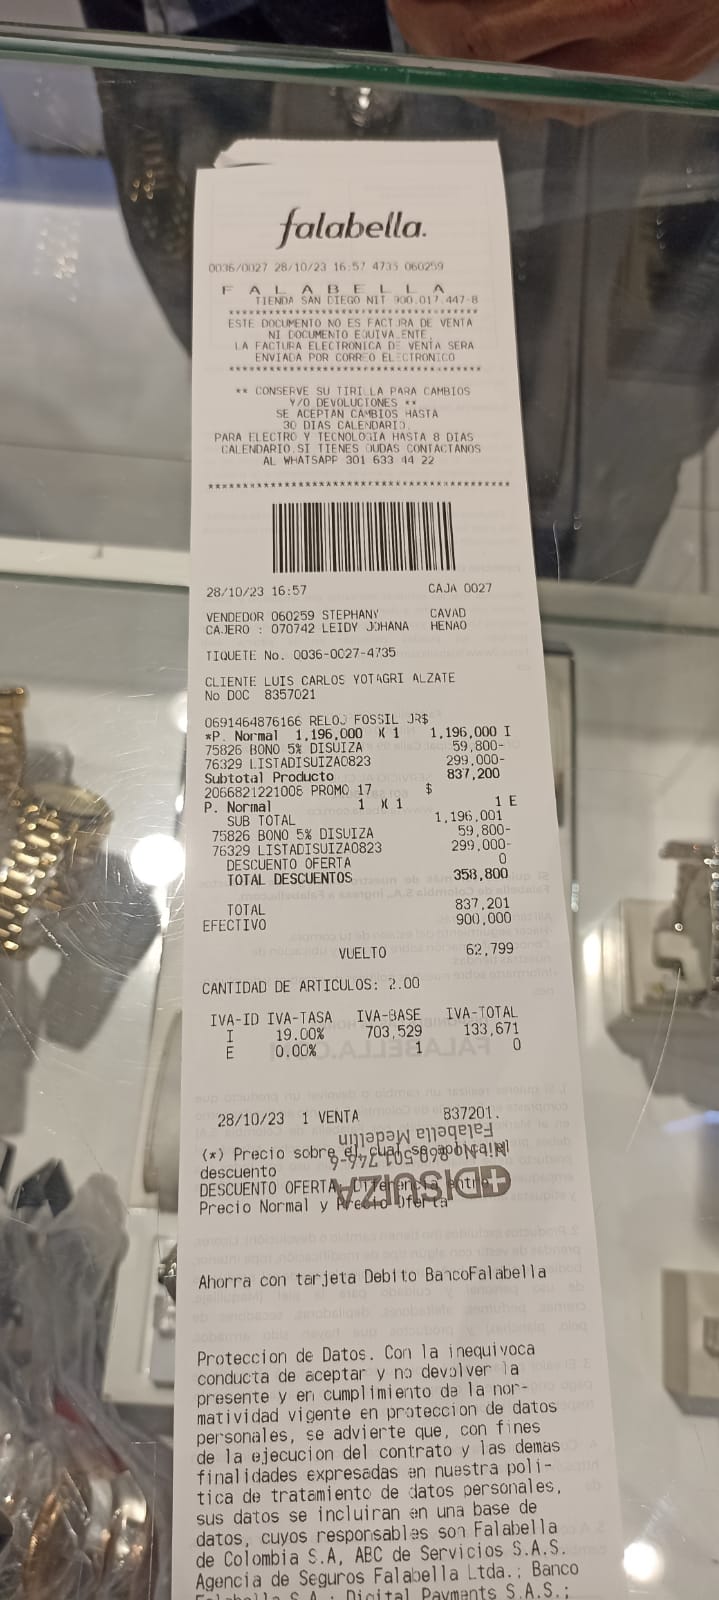 falabella.
0036/0027 28/10/23 16:57 4735 060259
F A L A B E L L A
TIENDA SAN DIEGO NIT 900.017.447-8
****************************************
ESTE DOCUMENTO NO ES FACTURA DE VENTA
NI DOCUMENTO EQUIVALENTE,
LA FACTURA ELECTRONICA DE VENTA SERA
ENVIADA POR CORREO ELECTRONICO
****************************************
** CONSERVE SU TIRILLA PARA CAMBIOS
Y/O DEVOLUCIONES **
SE ACEPTAN CAMBIOS HASTA
30 DIAS CALENDARIO.
PARA ELECTRO Y TECNOLOGIA HASTA 8 DIAS
CALENDARIO.SI TIENES DUDAS CONTACTANOS
AL WHATSAPP 301 633 44 22
****************************************
28/10/23 16:57 CAJA 0027
VENDEDOR 060259 STEPHANY CAVAD
CAJERO : 070742 LEIDY JOHANA HENAO
TIQUETE No. 0036-0027-4735
CLIENTE LUIS CARLOS YOTAGRI ALZATE
No DOC 8357021
0691464876166 RELOJ FOSSIL JR$
*P. Normal 1,196,000 X 1 1,196,000 I
75826 BONO 5% DISUIZA 59,800-
76329 LISTADISUIZA0823 299,000-
Subtotal Producto 837,200
2066821221006 PROMO 17 $
P. Normal 1 X 1 1 E
SUB TOTAL 1,196,001
75826 BONO 5% DISUIZA 59,800-
76329 LISTADISUIZA0823 299,000-
DESCUENTO OFERTA 0
TOTAL DESCUENTOS 358,800
TOTAL 837,201
EFECTIVO 900,000
VUELTO 62,799
CANTIDAD DE ARTICULOS: 2.00
IVA-ID IVA-TASA IVA-BASE IVA-TOTAL
I 19.00% 703,529 133,671
E 0.00% 1 0
28/10/23 1 VENTA 837201.
Falabella Medellin
(*) Precio sobre el cual se aplica el
descuento
DISUIZA
DESCUENTO OFERTA, Diferencia entre
Precio Normal y Precio Oferta
Ahorra con tarjeta Debito BancoFalabella
Proteccion de Datos. Con la inequivoca
conducta de aceptar y no devolver la
presente y en cumplimiento de la nor-
matividad vigente en proteccion de datos
personales, se advierte que, con fines
de la ejecucion del contrato y las demas
finalidades expresadas en nuestra poli-
tica de tratamiento de datos personales,
sus datos se incluiran en una base de
datos, cuyos responsables son Falabella
de Colombia S.A, ABC de Servicios S.A.S.
Agencia de Seguros Falabella Ltda.; Banco
Falabella S.A.; Digital Payments S.A.S.;